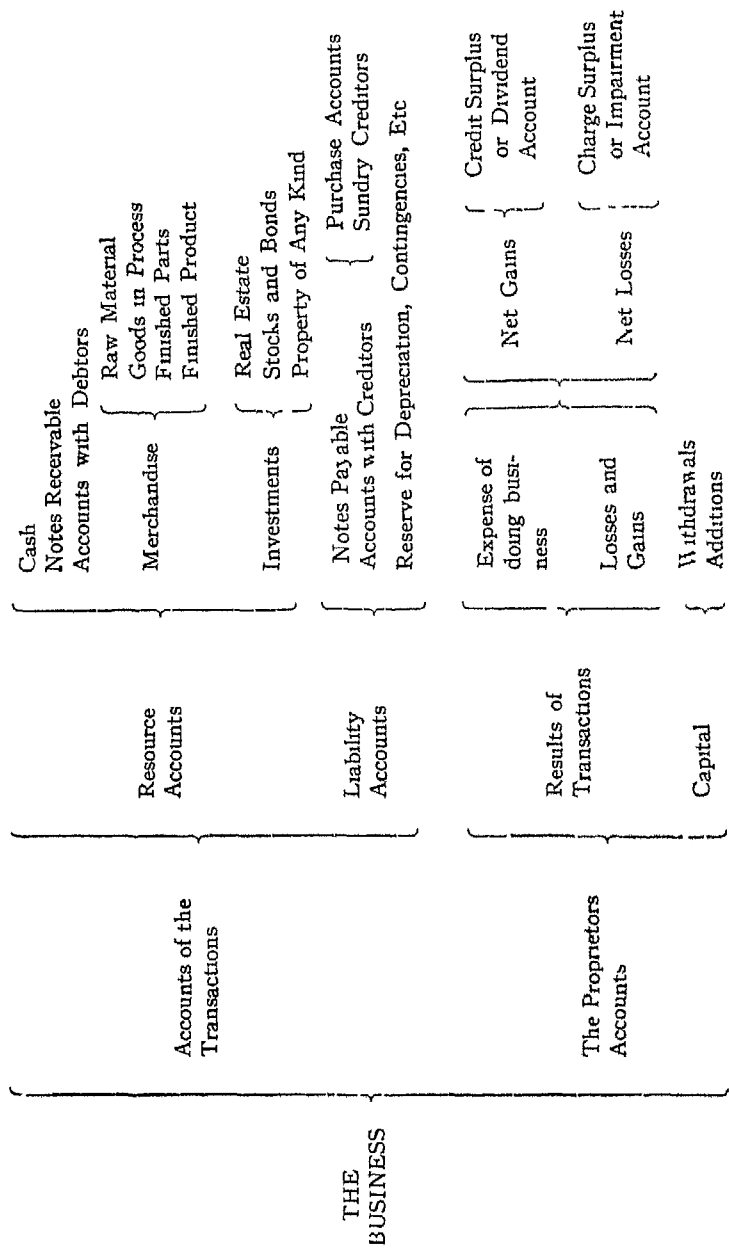 THE
BUSINESS
Accounts of the
Transactions
Resource
Accounts
Cash
Notes Receivable
Accounts with Debtors
Merchandise
Raw Material
Goods in Process
Finished Parts
Finished Product
Investments
Real Estate
Stocks and Bonds
Property of Any Kind
Liability
Accounts
Notes Payable
Accounts with Creditors
Purchase Accounts
Sundry Creditors
Reserve for Depreciation, Contingencies, Etc
The Proprietors
Accounts
Results of
Transactions
Expense of
doing busi-
ness
Losses and
Gains
Net Gains
Credit Surplus
or Dividend
Account
Net Losses
Charge Surplus
or Impairment
Account
Capital
Withdrawals
Additions